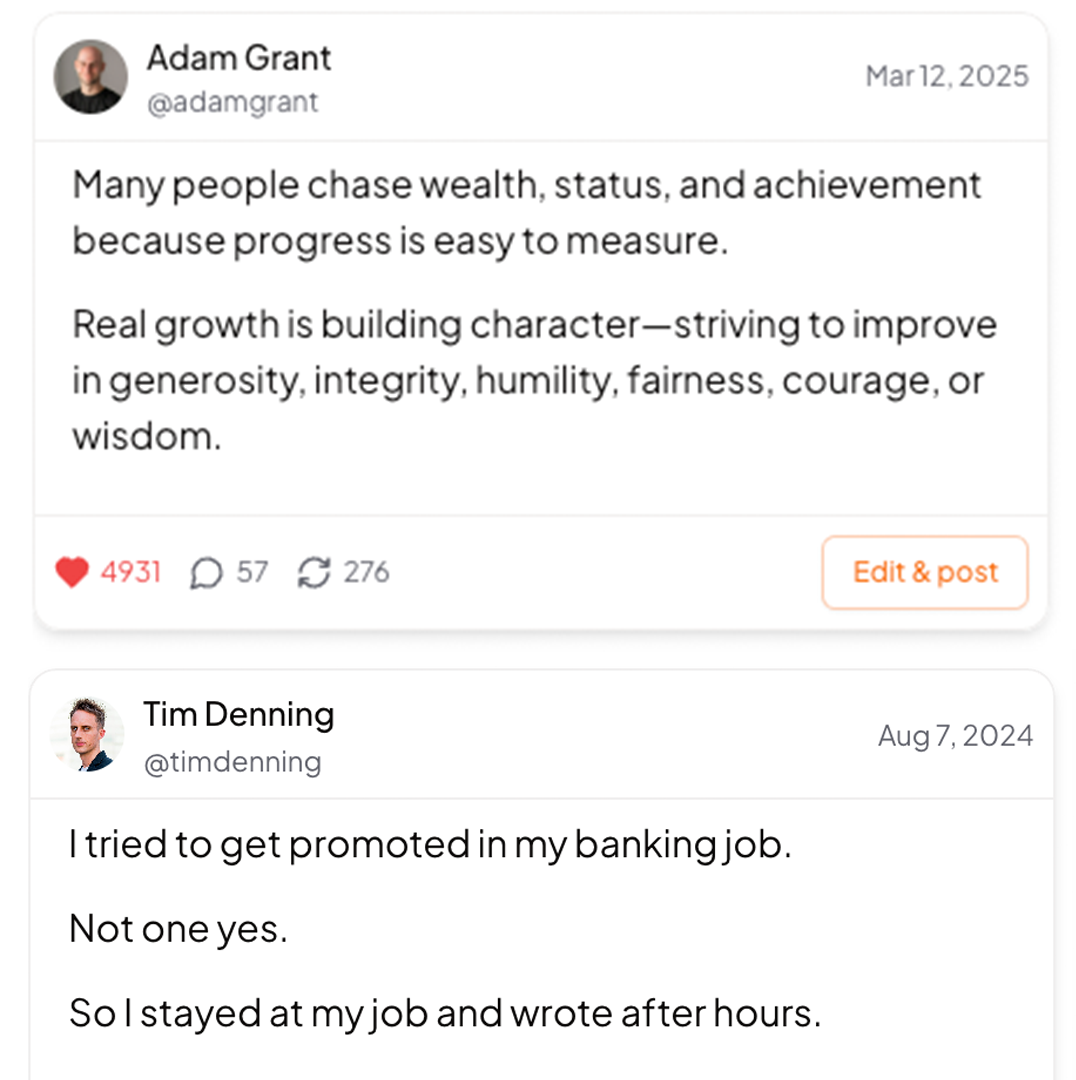 Adam Grant
@adamgrant
Mar 12, 2025
Many people chase wealth, status, and achievement
because progress is easy to measure.
Real growth is building character—striving to improve
in generosity, integrity, humility, fairness, courage, or
wisdom.
4931 57 276
Edit & post
Tim Denning
@timdenning
Aug 7, 2024
I tried to get promoted in my banking job.
Not one yes.
So I stayed at my job and wrote after hours.